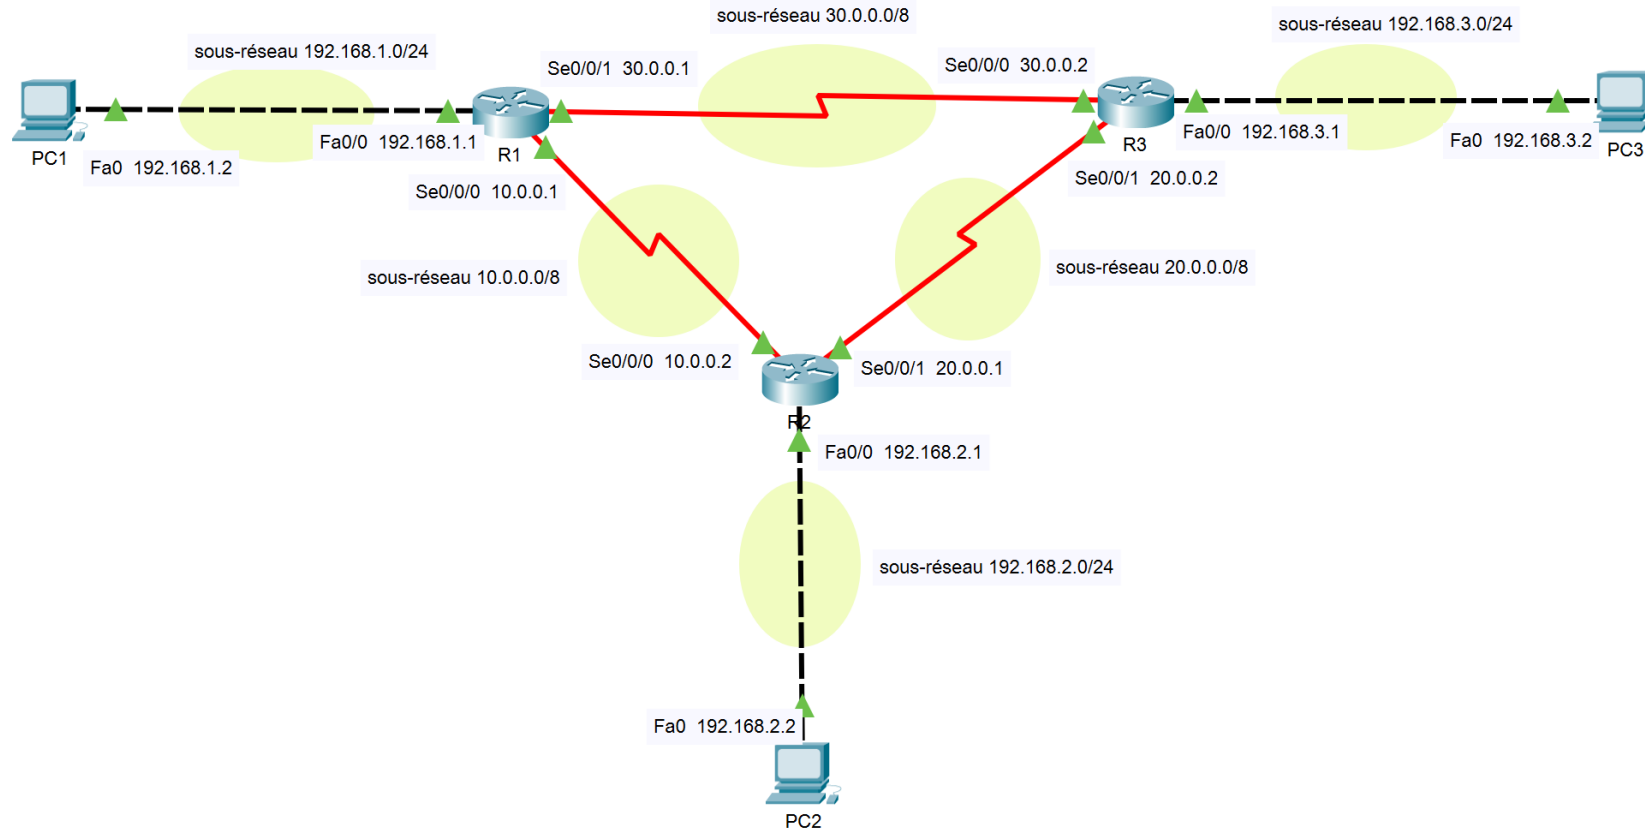 sous-réseau 30.0.0.0/8
sous-réseau 192.168.3.0/24
sous-réseau 192.168.1.0/24
Se0/0/1  30.0.0.1
Se0/0/0  30.0.0.2
Fa0/0  192.168.1.1
Fa0/0  192.168.3.1
Fa0  192.168.3.2
R1
R3
PC1
PC3
Fa0  192.168.1.2
Se0/0/0  10.0.0.1
Se0/0/1  20.0.0.2
sous-réseau 10.0.0.0/8
sous-réseau 20.0.0.0/8
Se0/0/0  10.0.0.2
Se0/0/1  20.0.0.1
R2
Fa0/0  192.168.2.1
sous-réseau 192.168.2.0/24
Fa0  192.168.2.2
PC2